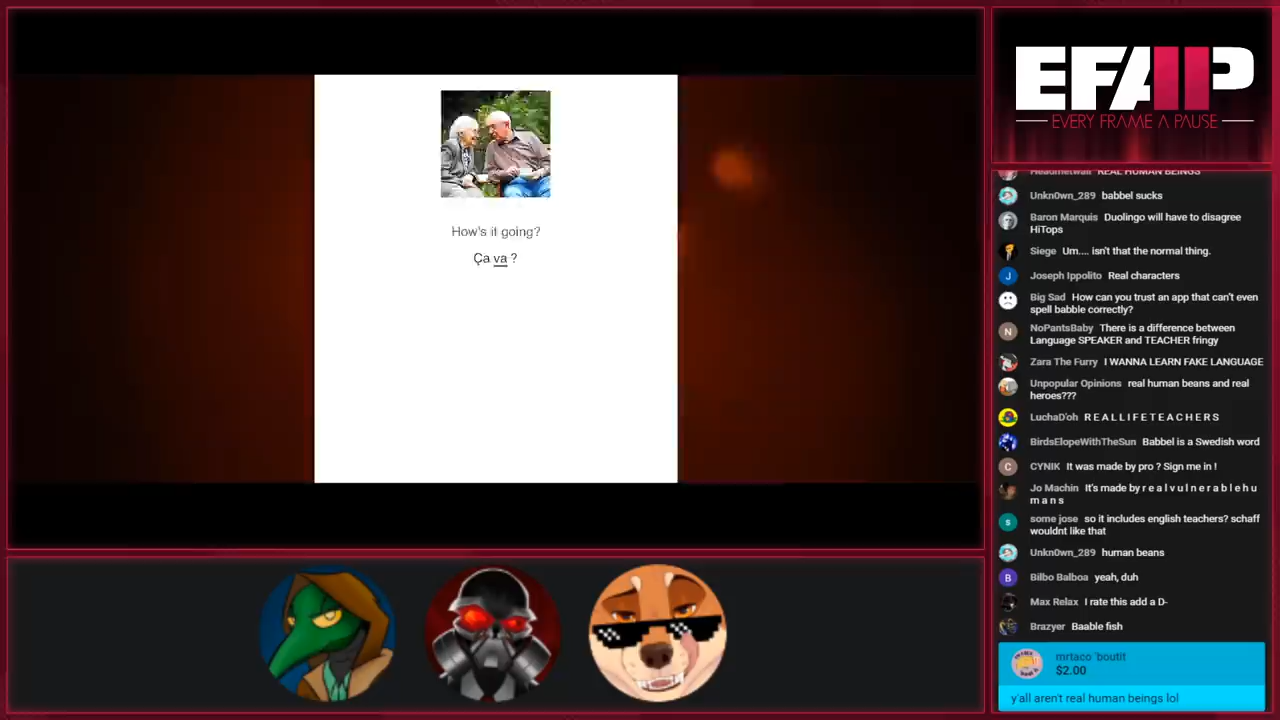 How's it going?
Ça va ?
EFAP
EVERY FRAME A PAUSE
Headmetwall REAL HUMAN BEINGS
Unkn0wn_289 babbel sucks
Baron Marquis Duolingo will have to disagree
HiTops
Siege Um.... isn't that the normal thing.
J Joseph Ippolito Real characters
Big Sad How can you trust an app that can't even
spell babble correctly?
N NoPantsBaby There is a difference between
Language SPEAKER and TEACHER fringy
Zara The Furry I WANNA LEARN FAKE LANGUAGE
Unpopular Opinions real human beans and real
heroes???
LuchaD'oh R E A L L I F E T E A C H E R S
BirdsElopeWithTheSun Babbel is a Swedish word
C CYNIK It was made by pro ? Sign me in !
Jo Machin It's made by r e a l v u l n e r a b l e h u
m a n s
s some jose so it includes english teachers? schaff
wouldnt like that
Unkn0wn_289 human beans
B Bilbo Balboa yeah, duh
Max Relax I rate this add a D-
Brazyer Baable fish
mrtaco 'boutit
$2.00
y'all aren't real human beings lol